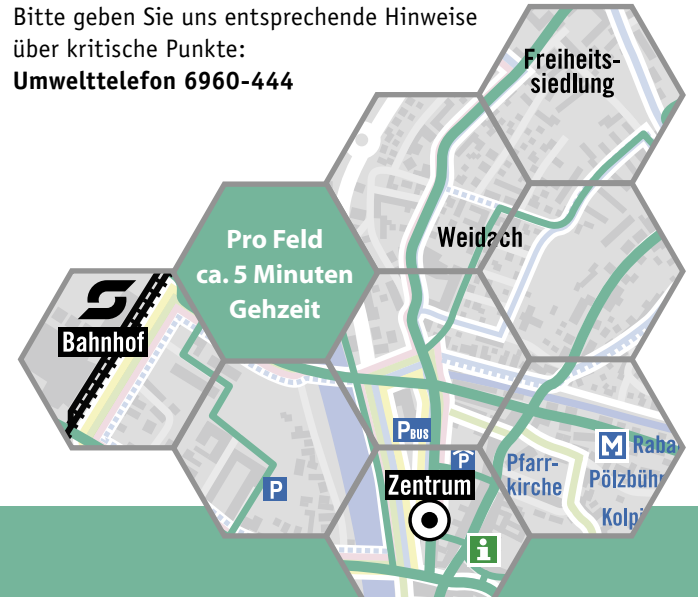 Bitte geben Sie uns entsprechende Hinweise
über kritische Punkte:
Umwelttelefon 6960-444
Freiheits-
siedlung
Pro Feld
ca. 5 Minuten
Gehzeit
Weidach
Bahnhof
PBUS
P
M Raba
Pfarr-
kirche
Pölzbüh
Zentrum
P
Kolpi
i